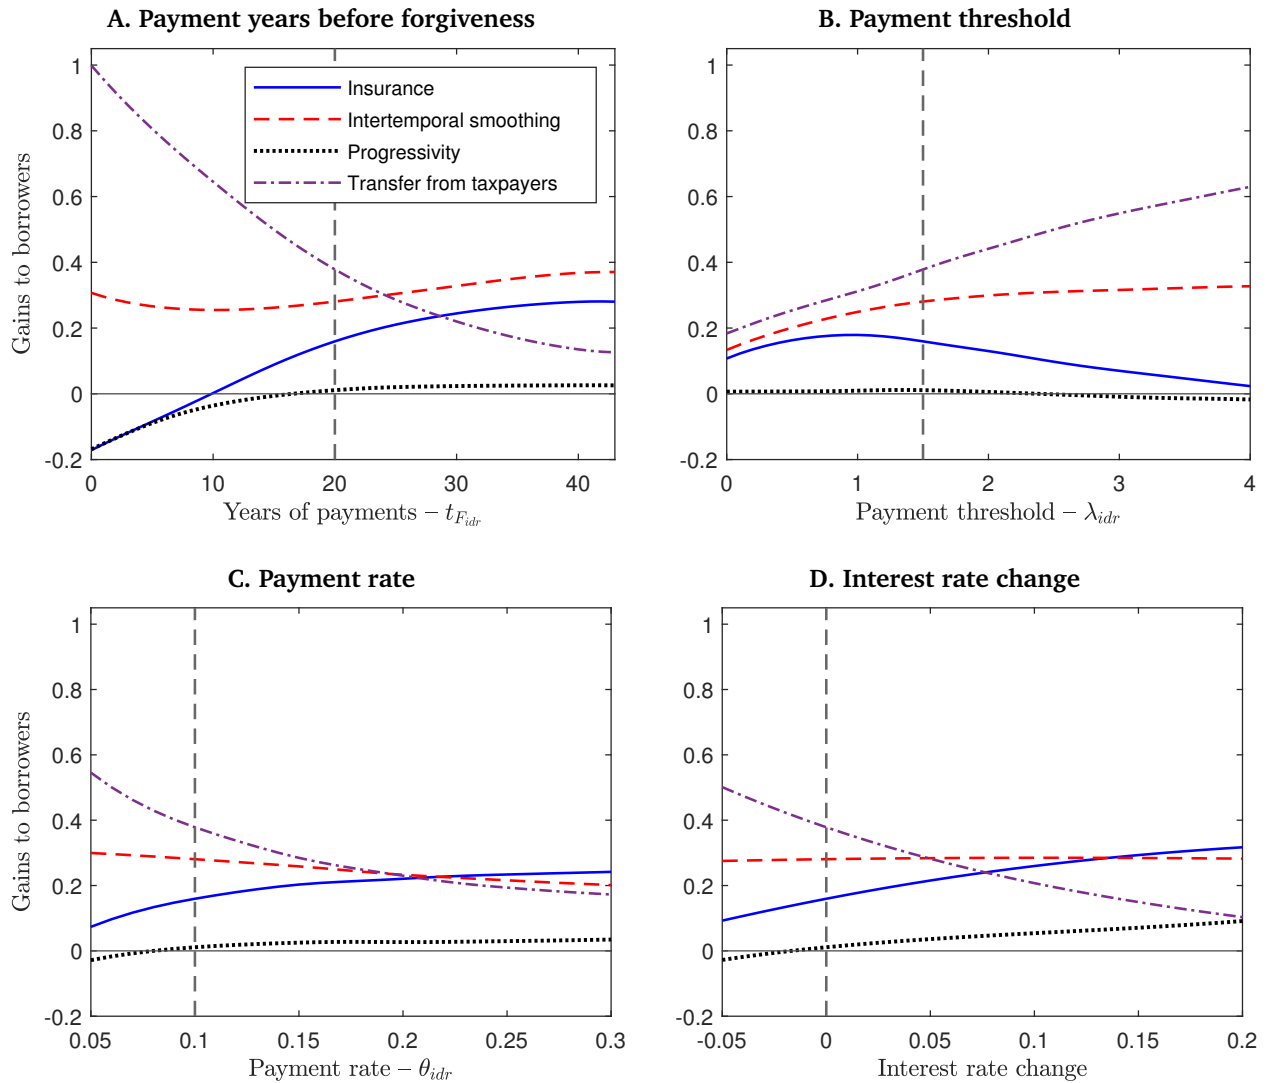 A. Payment years before forgiveness
Gains to borrowers
1
0.8
0.6
0.4
0.2
0
-0.2
Insurance
Intertemporal smoothing
Progressivity
Transfer from taxpayers
0 10 20 30 40
Years of payments – t_{F_{idr}}
B. Payment threshold
1
0.8
0.6
0.4
0.2
0
-0.2
0 1 2 3 4
Payment threshold – λ_{idr}
C. Payment rate
Gains to borrowers
1
0.8
0.6
0.4
0.2
0
-0.2
0.05 0.1 0.15 0.2 0.25 0.3
Payment rate – θ_{idr}
D. Interest rate change
1
0.8
0.6
0.4
0.2
0
-0.2
-0.05 0 0.05 0.1 0.15 0.2
Interest rate change